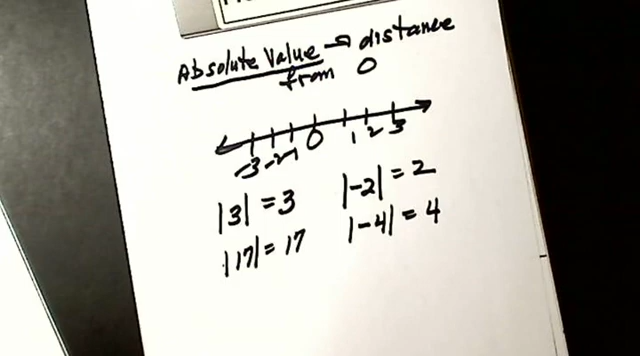 Absolute Value → distance
from 0
-3 -2 -1 0 1 2 3
|3| = 3 |-2| = 2
|17| = 17 |-4| = 4